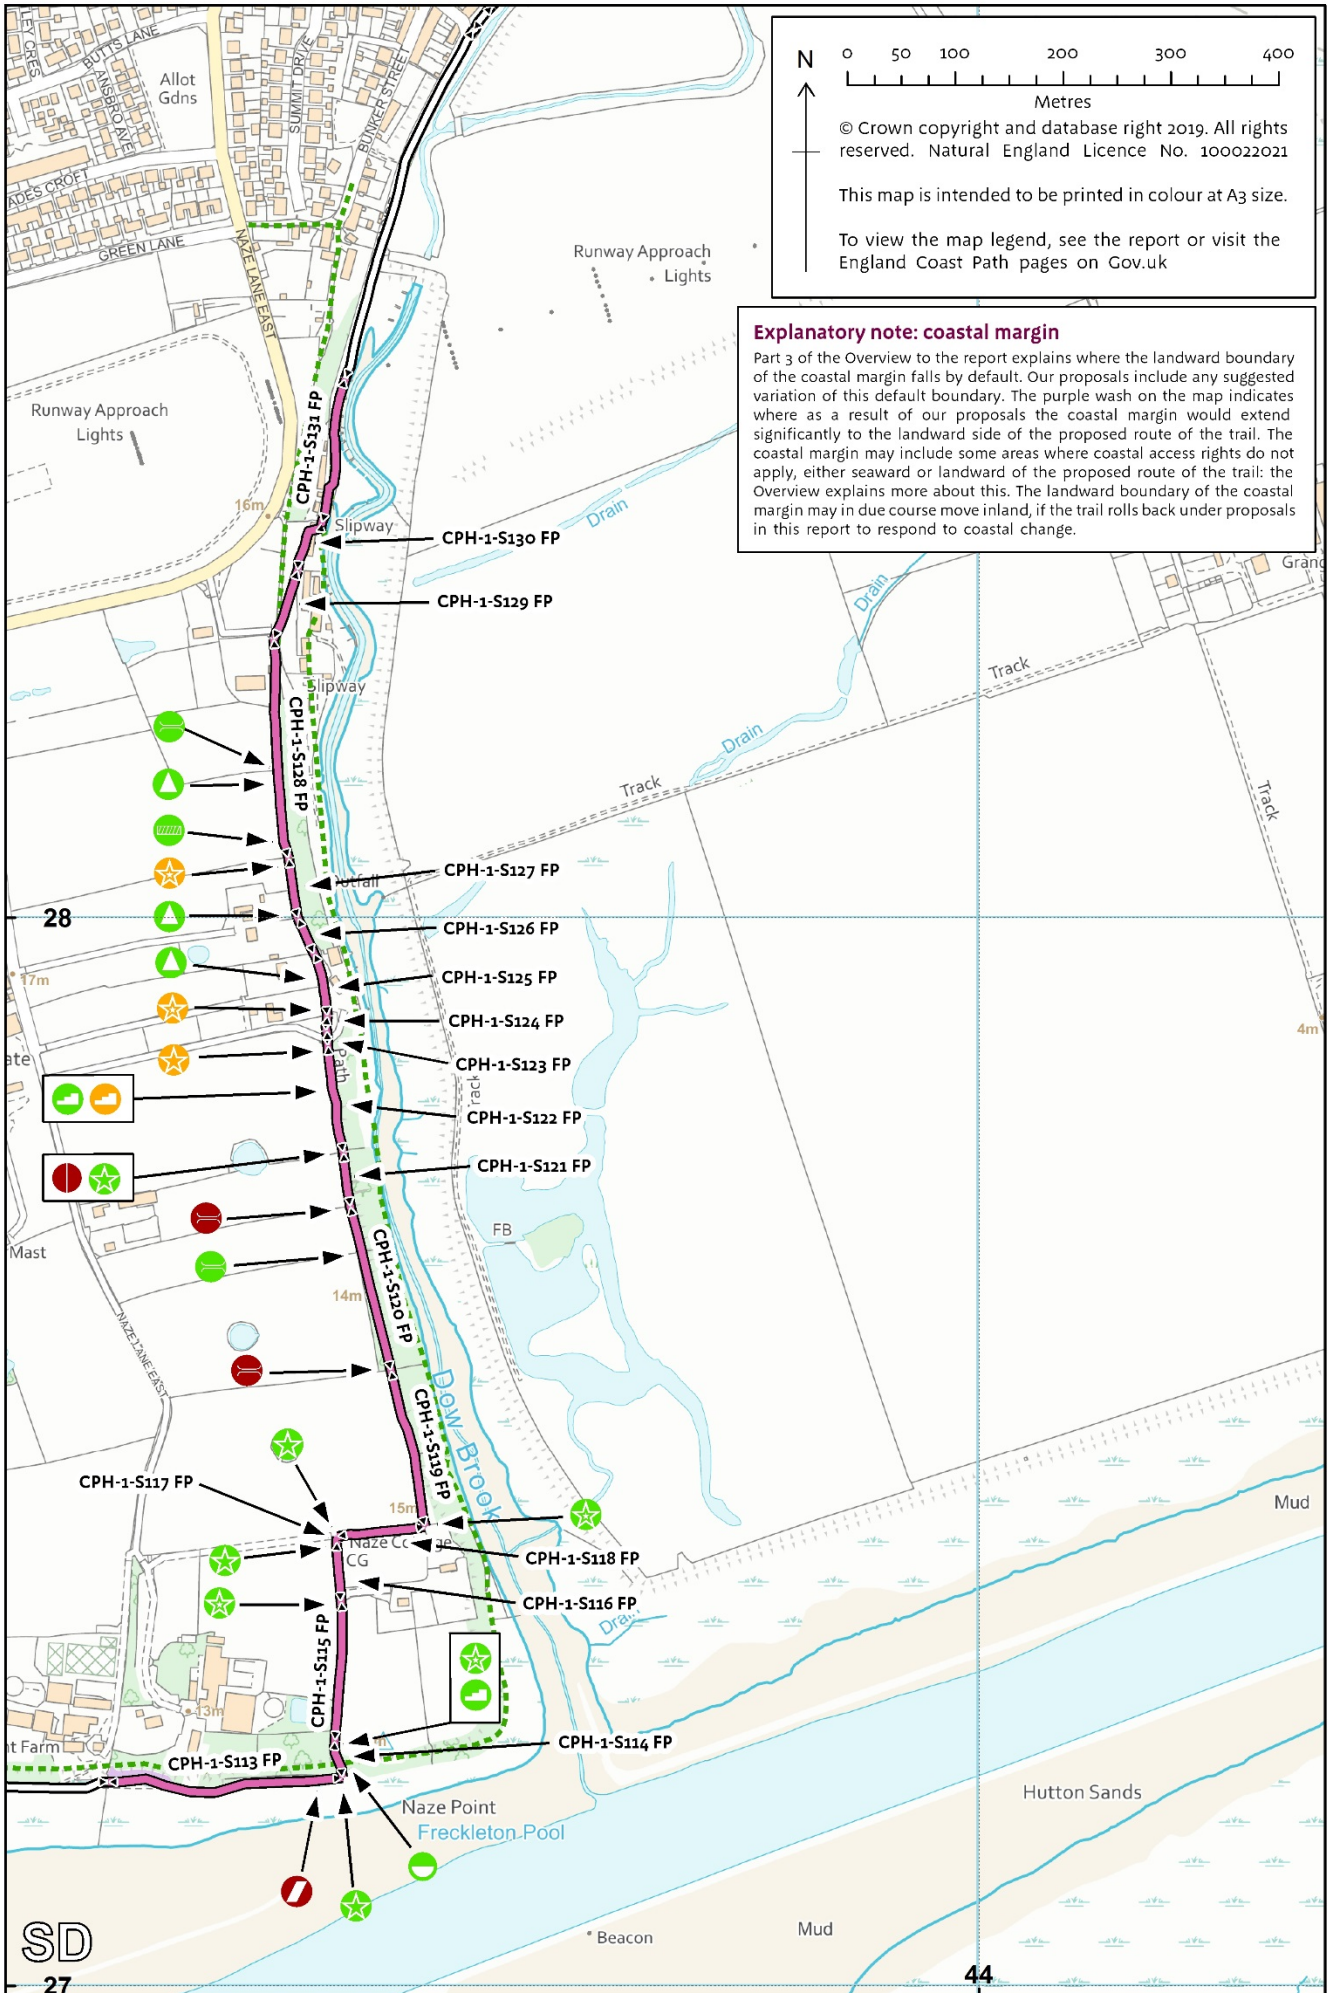 LEY CRES
BUTTS LANE
ANSBRO AVE
Allot
Gdns
SUMMIT DRIVE
BUNKER STREET
N
0 50 100 200 300 400
Metres
© Crown copyright and database right 2019. All rights
reserved. Natural England Licence No. 100022021
This map is intended to be printed in colour at A3 size.
To view the map legend, see the report or visit the
England Coast Path pages on Gov.uk
ADES CROFT
GREEN LANE
NAZE LANE EAST
Runway Approach
Lights
Explanatory note: coastal margin
Part 3 of the Overview to the report explains where the landward boundary
of the coastal margin falls by default. Our proposals include any suggested
variation of this default boundary. The purple wash on the map indicates
where as a result of our proposals the coastal margin would extend
significantly to the landward side of the proposed route of the trail. The
coastal margin may include some areas where coastal access rights do not
apply, either seaward or landward of the proposed route of the trail: the
Overview explains more about this. The landward boundary of the coastal
margin may in due course move inland, if the trail rolls back under proposals
in this report to respond to coastal change.
Runway Approach
Lights
CPH-1-S131 FP
16m
Slipway
CPH-1-S130 FP
Drain
Drain
Grand
CPH-1-S129 FP
Slipway
Track
CPH-1-S128 FP
Drain
Track
Track
CPH-1-S127 FP
Outfall
28
CPH-1-S126 FP
17m
CPH-1-S125 FP
CPH-1-S124 FP
4m
ate
Path
CPH-1-S123 FP
Track
CPH-1-S122 FP
CPH-1-S121 FP
FB
Mast
CPH-1-S120 FP
14m
NAZE LANE EAST
Dow Brook
CPH-1-S119 FP
CPH-1-S117 FP
15m
Mud
Naze Cottage
CG
CPH-1-S118 FP
CPH-1-S116 FP
Drain
CPH-1-S115 FP
13m
nt Farm
CPH-1-S113 FP
CPH-1-S114 FP
Naze Point
Freckleton Pool
Hutton Sands
SD
Beacon
Mud
27
44